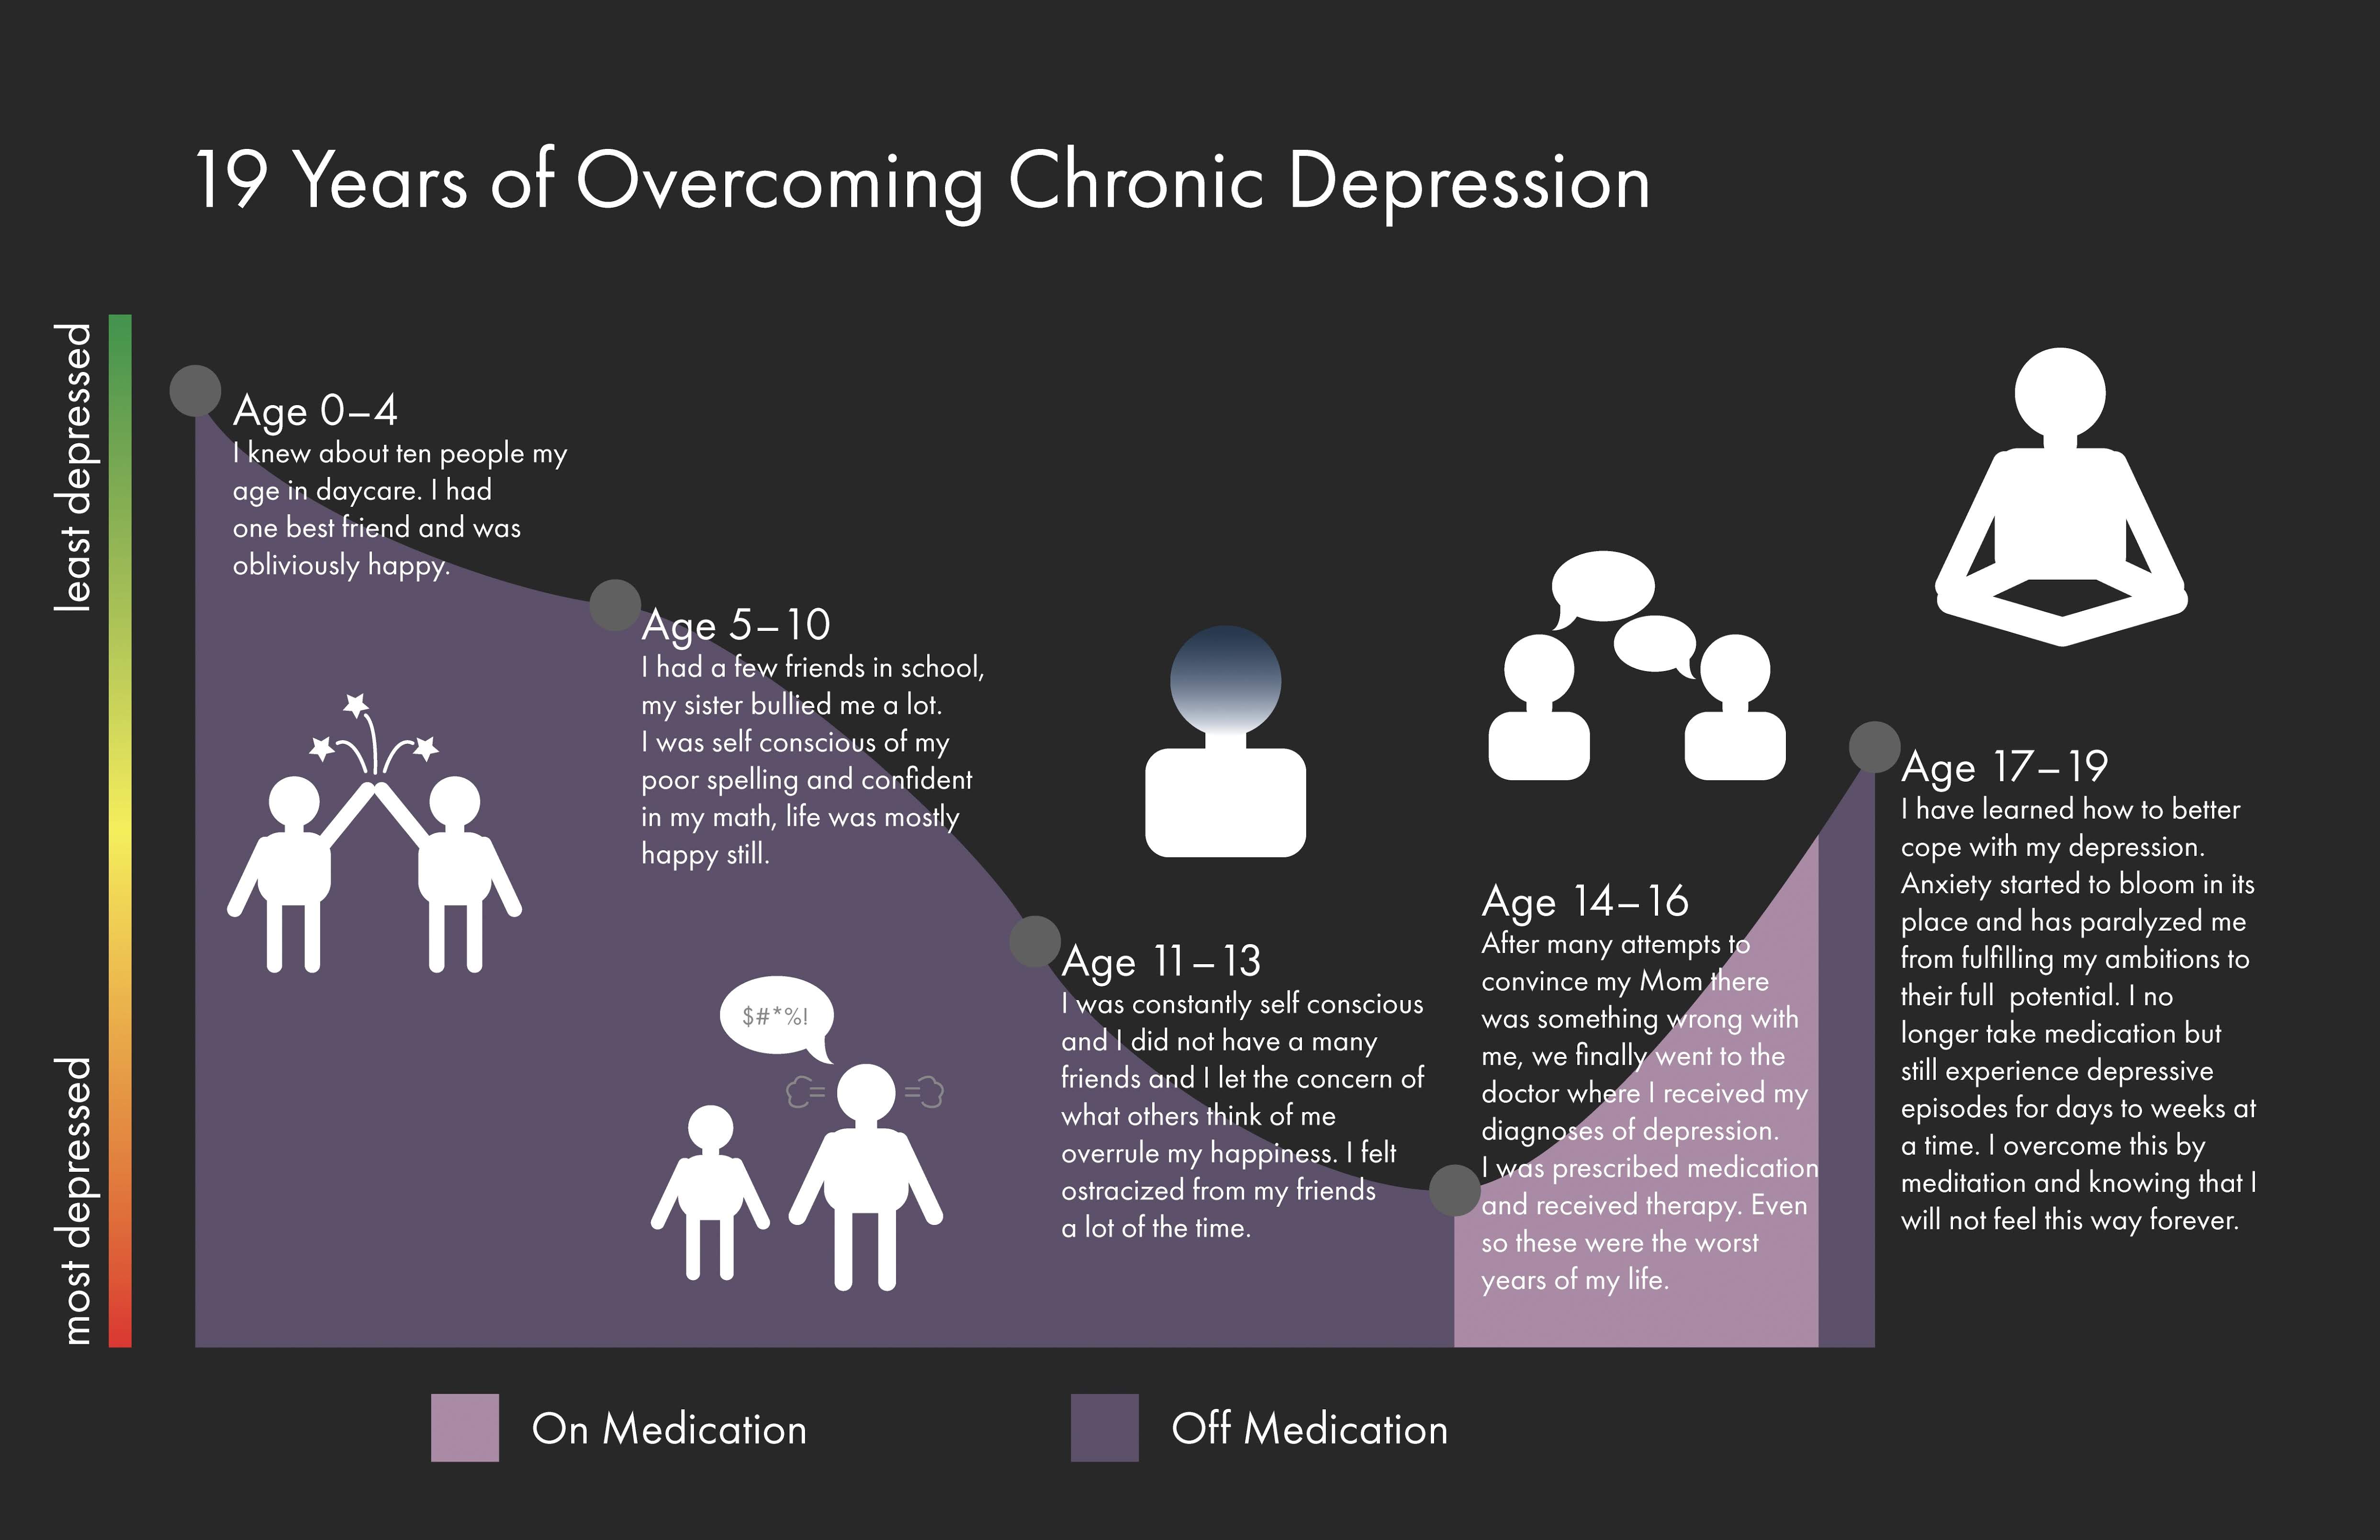 19 Years of Overcoming Chronic Depression
least depressed
most depressed
Age 0–4
I knew about ten people my
age in daycare. I had
one best friend and was
obliviously happy.
Age 5–10
I had a few friends in school,
my sister bullied me a lot.
I was self conscious of my
poor spelling and confident
in my math, life was mostly
happy still.
$#*%!
Age 11–13
I was constantly self conscious
and I did not have a many
friends and I let the concern of
what others think of me
overrule my happiness. I felt
ostracized from my friends
a lot of the time.
Age 14–16
After many attempts to
convince my Mom there
was something wrong with
me, we finally went to the
doctor where I received my
diagnoses of depression.
I was prescribed medication
and received therapy. Even
so these were the worst
years of my life.
Age 17–19
I have learned how to better
cope with my depression.
Anxiety started to bloom in its
place and has paralyzed me
from fulfilling my ambitions to
their full  potential. I no
longer take medication but
still experience depressive
episodes for days to weeks at
a time. I overcome this by
meditation and knowing that I
will not feel this way forever.
On Medication
Off Medication